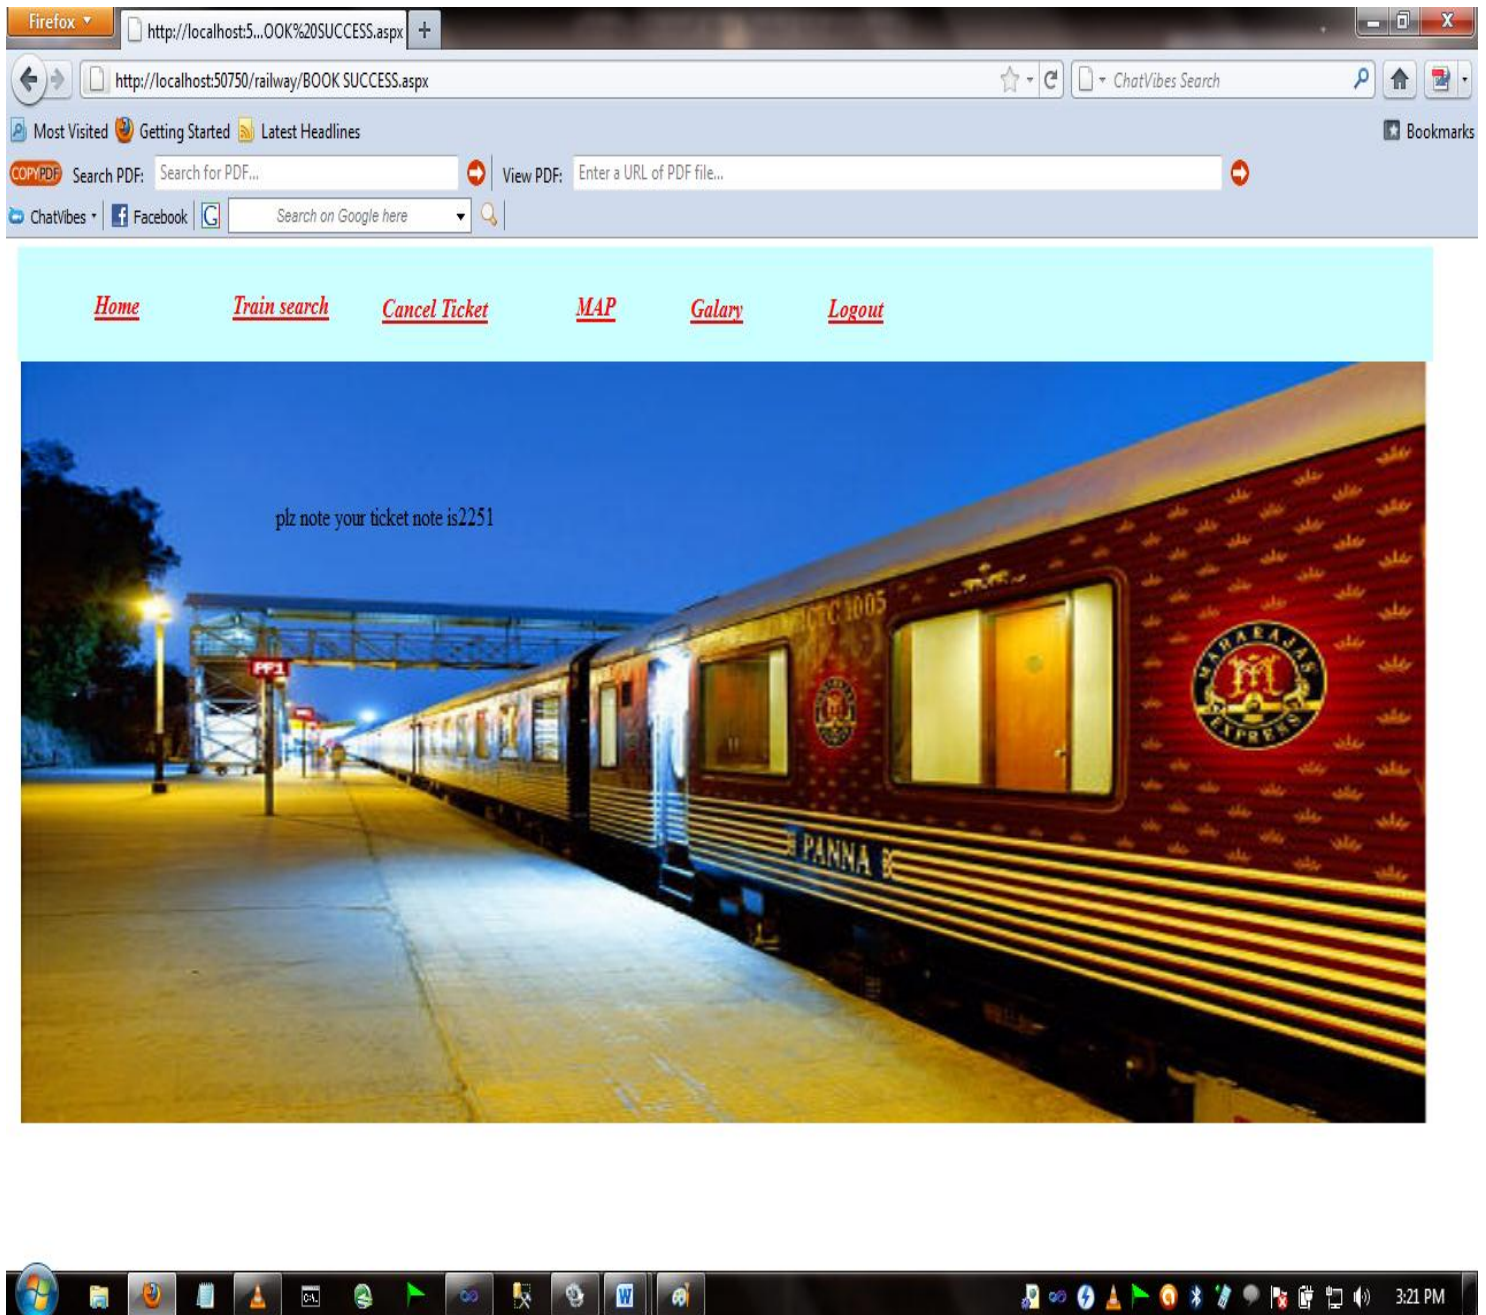 Firefox
http://localhost:5...OOK%20SUCCESS.aspx
http://localhost:50750/railway/BOOK SUCCESS.aspx
ChatVibes Search
Most Visited Getting Started Latest Headlines
Bookmarks
COPYPDF Search PDF: Search for PDF... View PDF: Enter a URL of PDF file...
ChatVibes Facebook G Search on Google here
Home Train search Cancel Ticket MAP Galary Logout
plz note your ticket note is2251
1005
PF1
MAHARAJAS
M
EXPRESS
PANNA
C:\.
W
3:21 PM